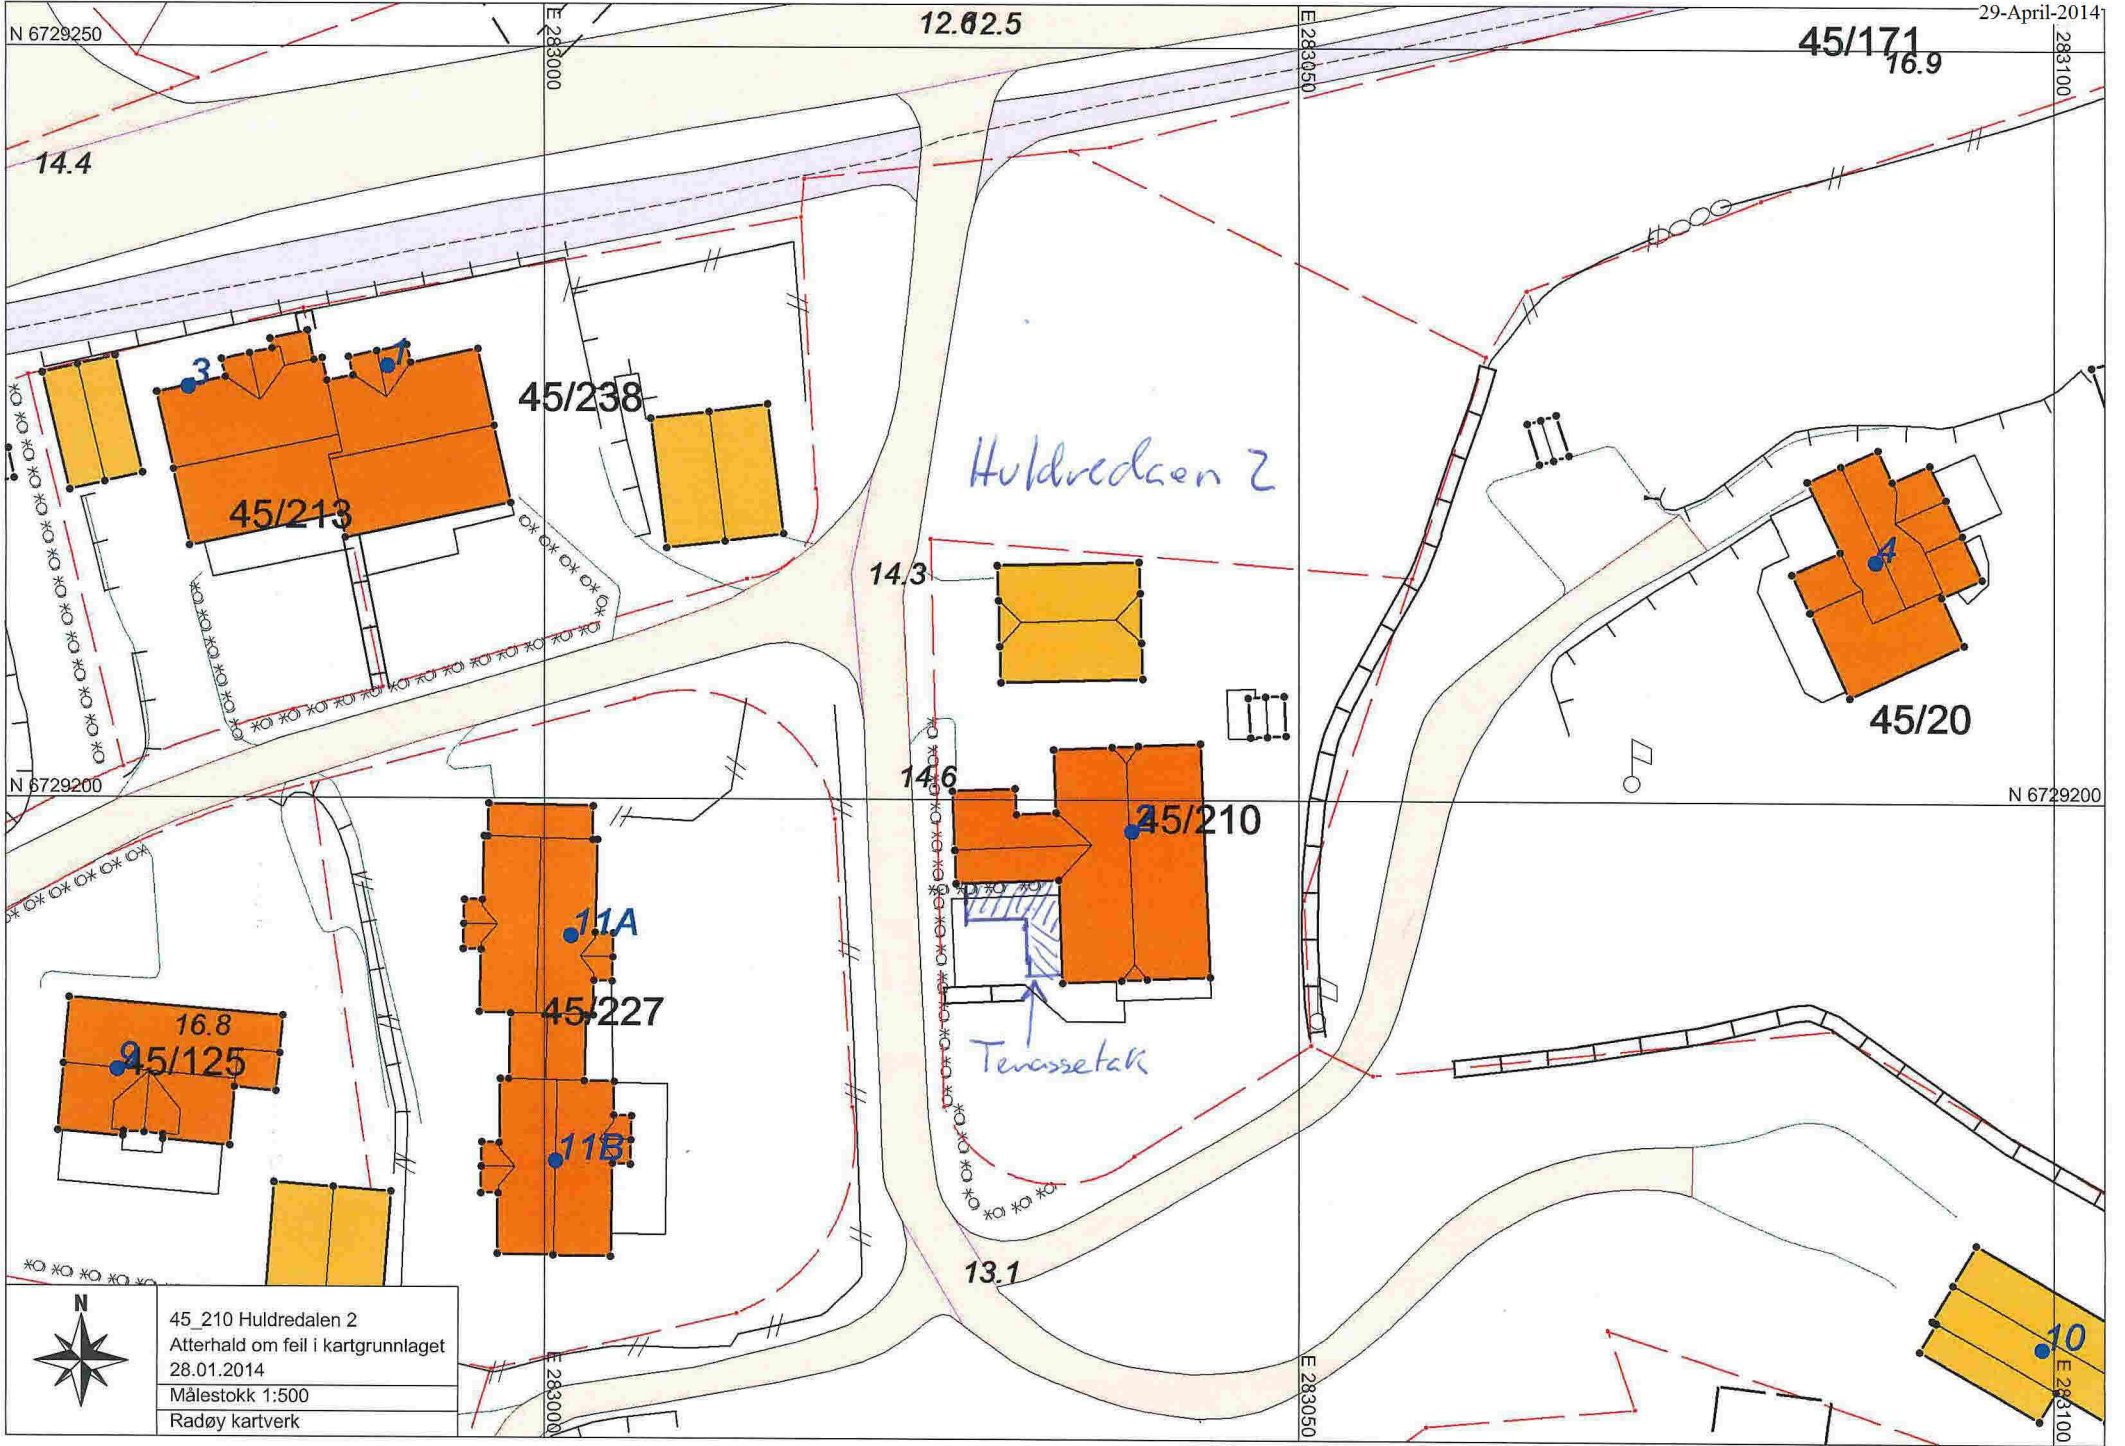 29-April-2014
N 6729250
E 283000
12.6
12.5
E 283050
45/171
16.9
283100
14.4
3
1
45/238
Huldredaen 2
45/213
14.3
4
45/20
N 6729200
14.6
2
45/210
N 6729200
11A
45/227
16.8
9
45/125
Terrassetak
11B
13.1
10
N
45_210 Huldredalen 2
Atterhald om feil i kartgrunnlaget
28.01.2014
Målestokk 1:500
Radøy kartverk
E 283000
E 283050
E 283100